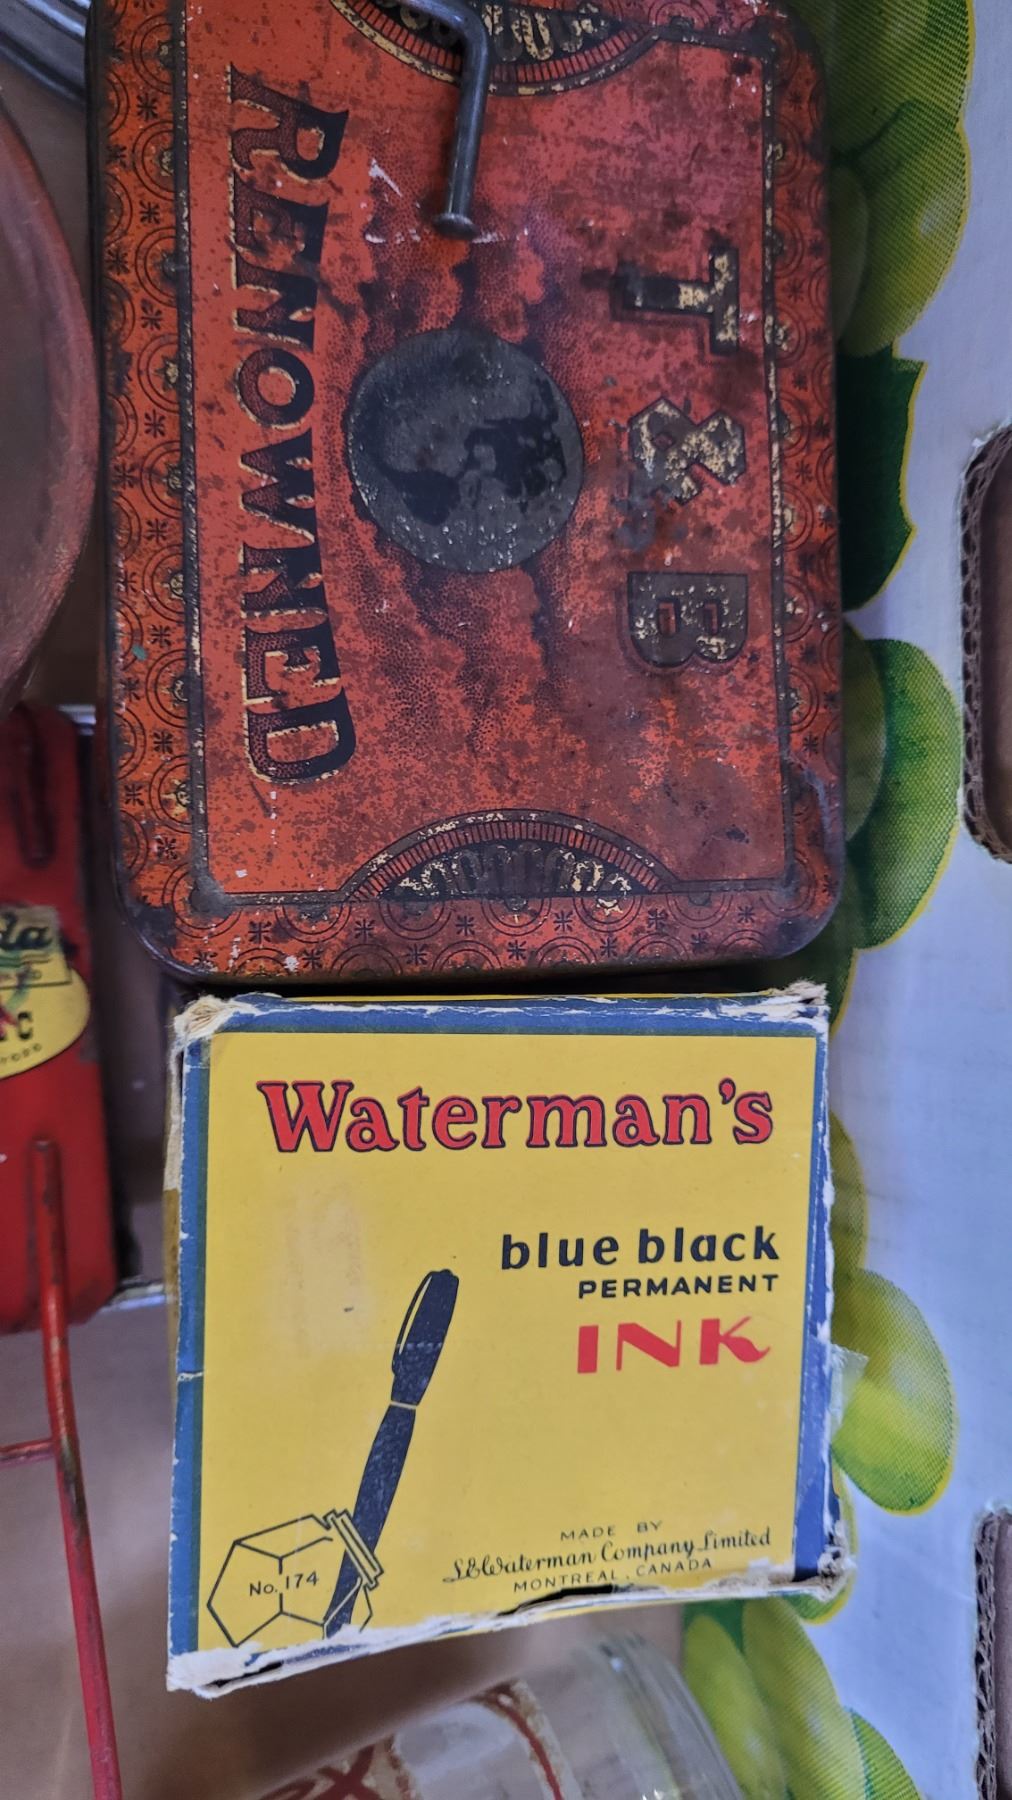 T & B
RENOWNED
Waterman's
blue black
PERMANENT
INK
No. 174
MADE BY
L.E. Waterman Company Limited
MONTREAL, CANADA